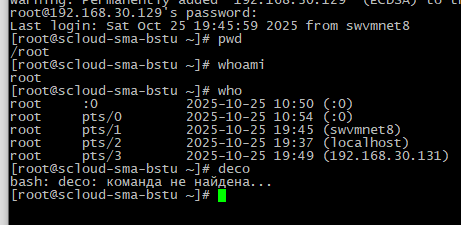 Warning: Permanently added '192.168.30.129' (ECDSA) to t
root@192.168.30.129's password:
Last login: Sat Oct 25 19:45:59 2025 from swvmnet8
[root@scloud-sma-bstu ~]# pwd
/root
[root@scloud-sma-bstu ~]# whoami
root
[root@scloud-sma-bstu ~]# who
root     :0           2025-10-25 10:50 (:0)
root     pts/0        2025-10-25 10:54 (:0)
root     pts/1        2025-10-25 19:45 (swvmnet8)
root     pts/2        2025-10-25 19:37 (localhost)
root     pts/3        2025-10-25 19:49 (192.168.30.131)
[root@scloud-sma-bstu ~]# deco
bash: deco: команда не найдена...
[root@scloud-sma-bstu ~]#